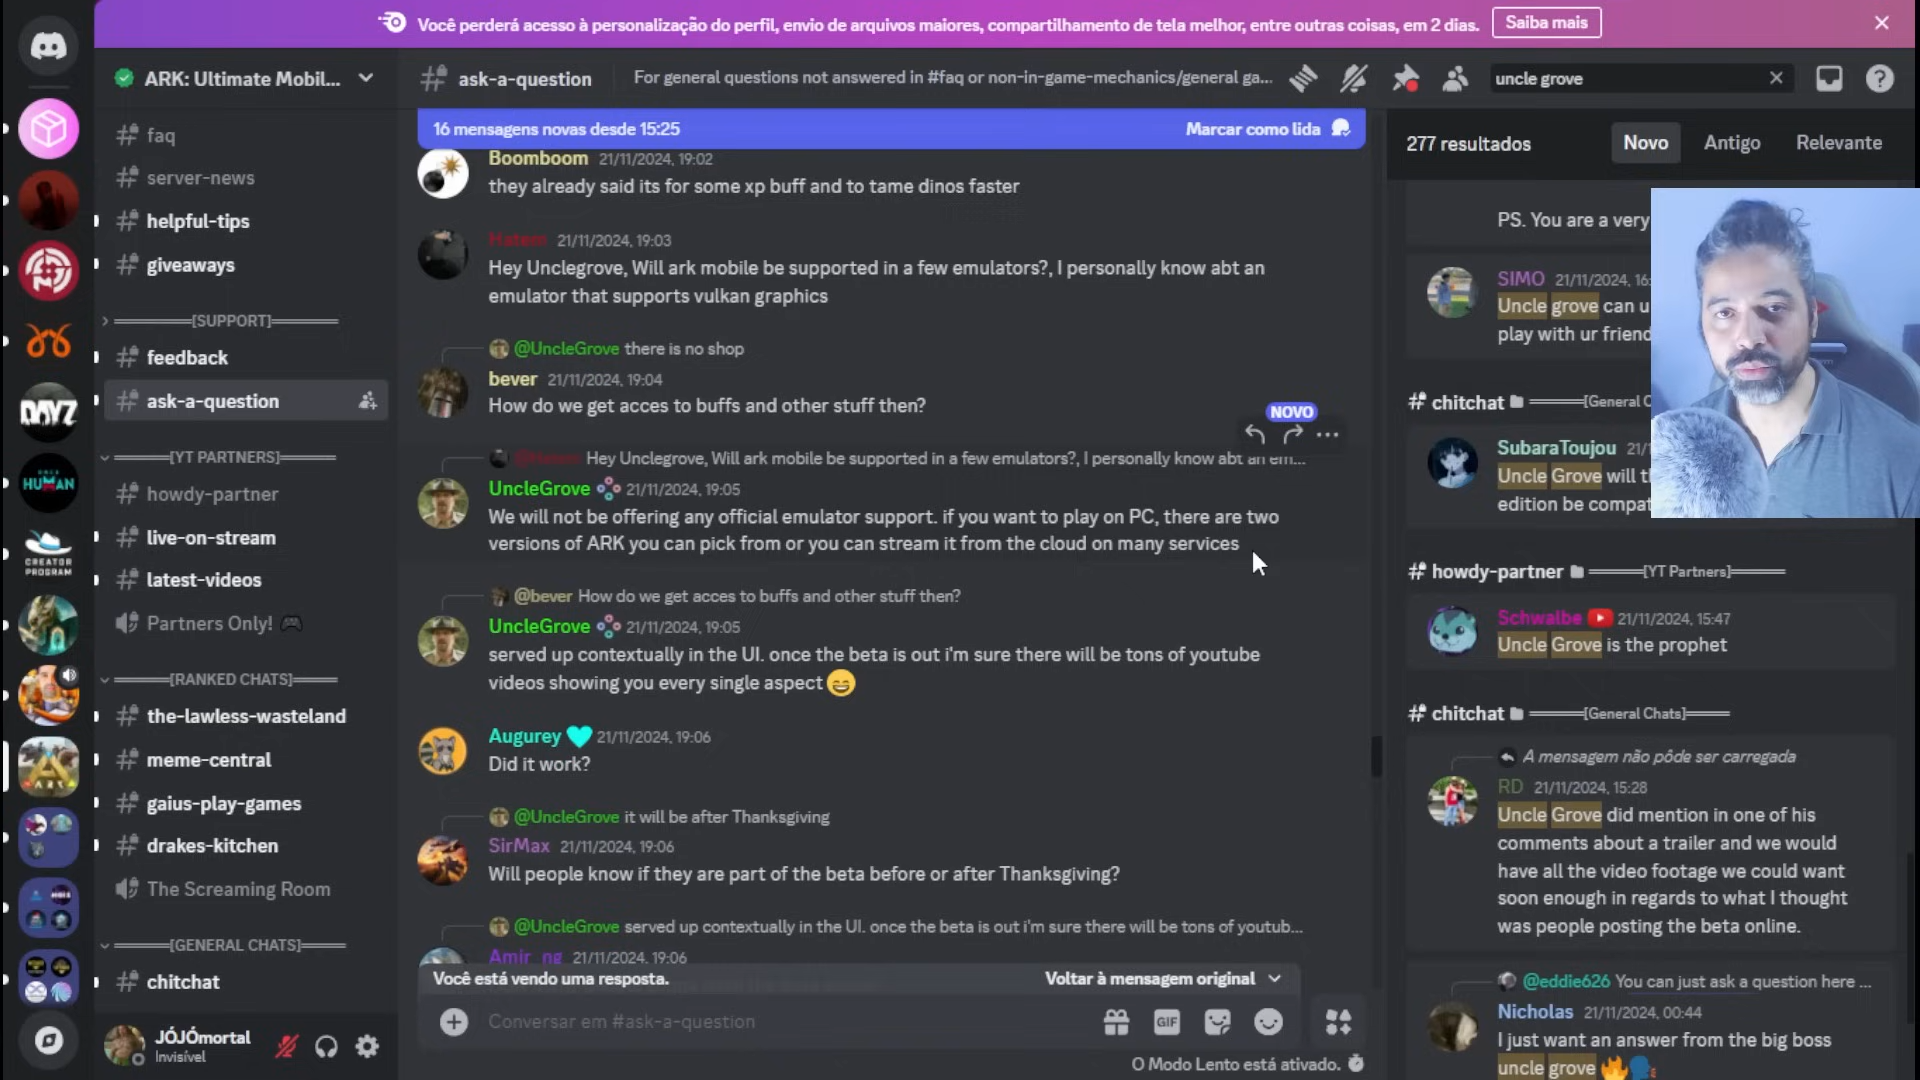 Você perderá acesso à personalização do perfil, envio de arquivos maiores, compartilhamento de tela melhor, entre outras coisas, em 2 dias.
Saiba mais
ARK: Ultimate Mobil...
ask-a-question
For general questions not answered in #faq or non-in-game-mechanics/general ga...
uncle grove
faq
server-news
helpful-tips
giveaways
[SUPPORT]
feedback
ask-a-question
[YT PARTNERS]
howdy-partner
live-on-stream
latest-videos
Partners Only!
[RANKED CHATS]
the-lawless-wasteland
meme-central
gaius-play-games
drakes-kitchen
The Screaming Room
[GENERAL CHATS]
chitchat
JÓJÓmortal
Invisível
DAYZ
ONCE
HUMAN
CREATOR
PROGRAM
ARK
16 mensagens novas desde 15:25
Marcar como lida
Boomboom 21/11/2024, 19:02
they already said its for some xp buff and to tame dinos faster
Hatem 21/11/2024, 19:03
Hey Unclegrove, Will ark mobile be supported in a few emulators?, I personally know abt an
emulator that supports vulkan graphics
@UncleGrove there is no shop
bever 21/11/2024, 19:04
How do we get acces to buffs and other stuff then?
NOVO
@Hatem Hey Unclegrove, Will ark mobile be supported in a few emulators?, I personally know abt an em...
UncleGrove 21/11/2024, 19:05
We will not be offering any official emulator support. if you want to play on PC, there are two
versions of ARK you can pick from or you can stream it from the cloud on many services
@bever How do we get acces to buffs and other stuff then?
UncleGrove 21/11/2024, 19:05
served up contextually in the UI. once the beta is out i'm sure there will be tons of youtube
videos showing you every single aspect 😄
Augurey 21/11/2024, 19:06
Did it work?
@UncleGrove it will be after Thanksgiving
SirMax 21/11/2024, 19:06
Will people know if they are part of the beta before or after Thanksgiving?
@UncleGrove served up contextually in the UI. once the beta is out i'm sure there will be tons of youtub...
Amir_ng 21/11/2024, 19:06
Você está vendo uma resposta.
Voltar à mensagem original
Conversar em #ask-a-question
GIF
O Modo Lento está ativado.
277 resultados
Novo
Antigo
Relevante
PS. You are a very
SIMO 21/11/2024, 16:
Uncle grove can u
play with ur friend
chitchat [General C
SubaraToujou 21/1
Uncle Grove will th
edition be compat
howdy-partner [YT Partners]
Schwalbe 21/11/2024, 15:47
Uncle Grove is the prophet
chitchat [General Chats]
A mensagem não pôde ser carregada
RD 21/11/2024, 15:28
Uncle Grove did mention in one of his
comments about a trailer and we would
have all the video footage we could want
soon enough in regards to what I thought
was people posting the beta online.
@eddie626 You can just ask a question here ...
Nicholas 21/11/2024, 00:44
I just want an answer from the big boss
uncle grove 🔥🗣️